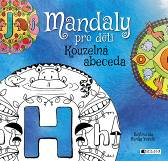 Mandaly
pro děti
Kouzelná
abeceda
J
H